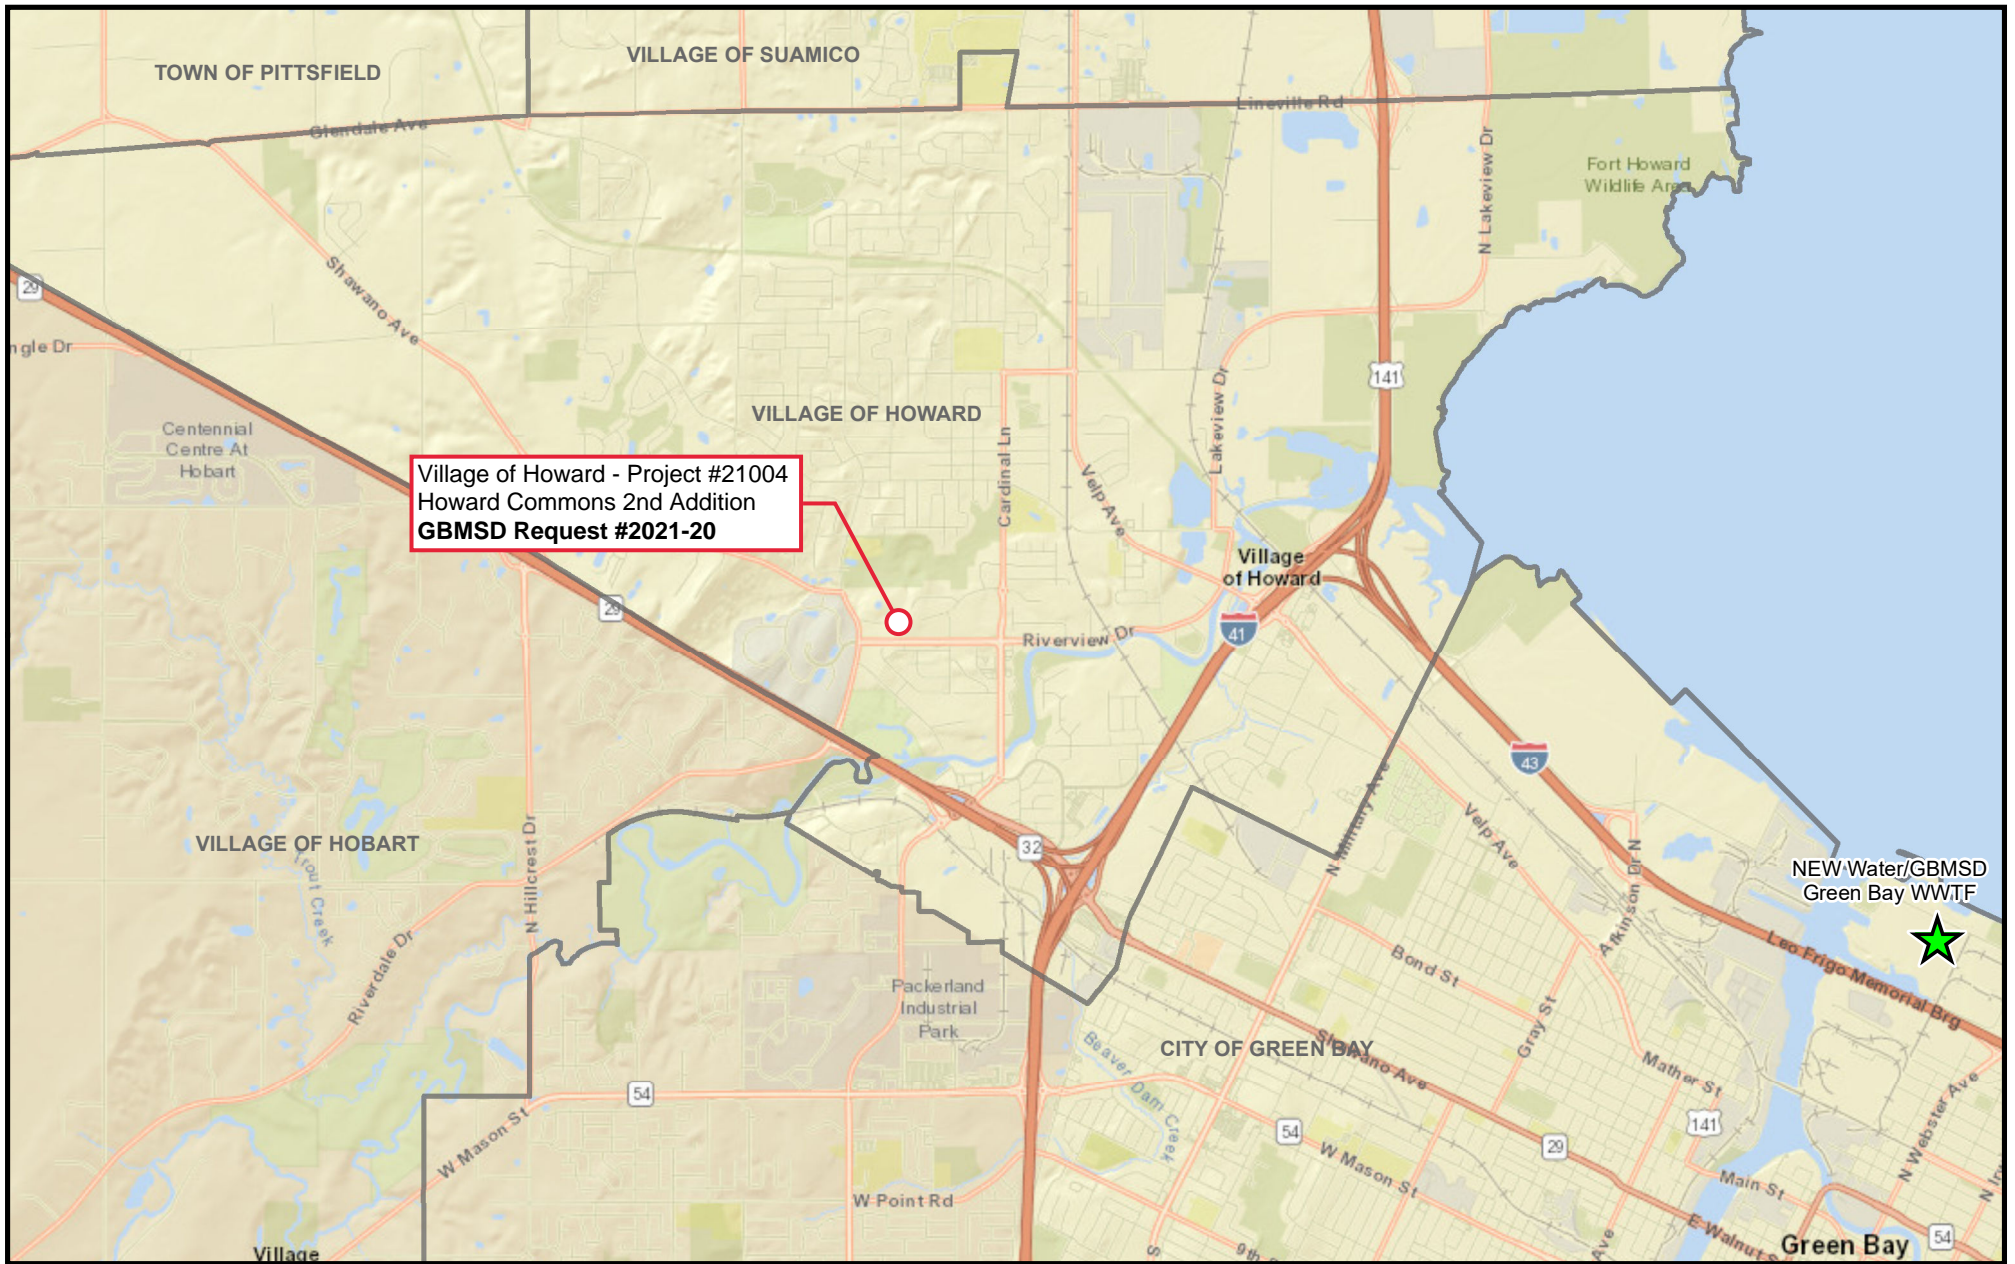 VILLAGE OF SUAMICO
TOWN OF PITTSFIELD
Lineville Rd
Glendale Ave
N Lakeview Dr
Fort Howard
Wildlife Area
29
Shawano Ave
ngle Dr
141
Centennial
Centre At
Hobart
VILLAGE OF HOWARD
Lakeview Dr
Cardinal Ln
Velp Ave
Village of Howard - Project #21004
Howard Commons 2nd Addition
GBMSD Request #2021-20
Village
of Howard
29
Riverview Dr
41
43
N Military Ave
Velp Ave
Atkinson Dr N
VILLAGE OF HOBART
Trout Creek
N Hillcrest Dr
32
NEW Water/GBMSD
Green Bay WWTF
Riverdale Dr
Packerland
Industrial
Park
Bond St
Leo Frigo Memorial Brg
Gray St
Beaver Dam Creek
CITY OF GREEN BAY
Shawano Ave
Mather St
54
W Mason St
54
W Mason St
29
141
N Webster Ave
Main St
W Point Rd
E Walnut S
Green Bay
54
Village
9th
Ave
S
N Ir